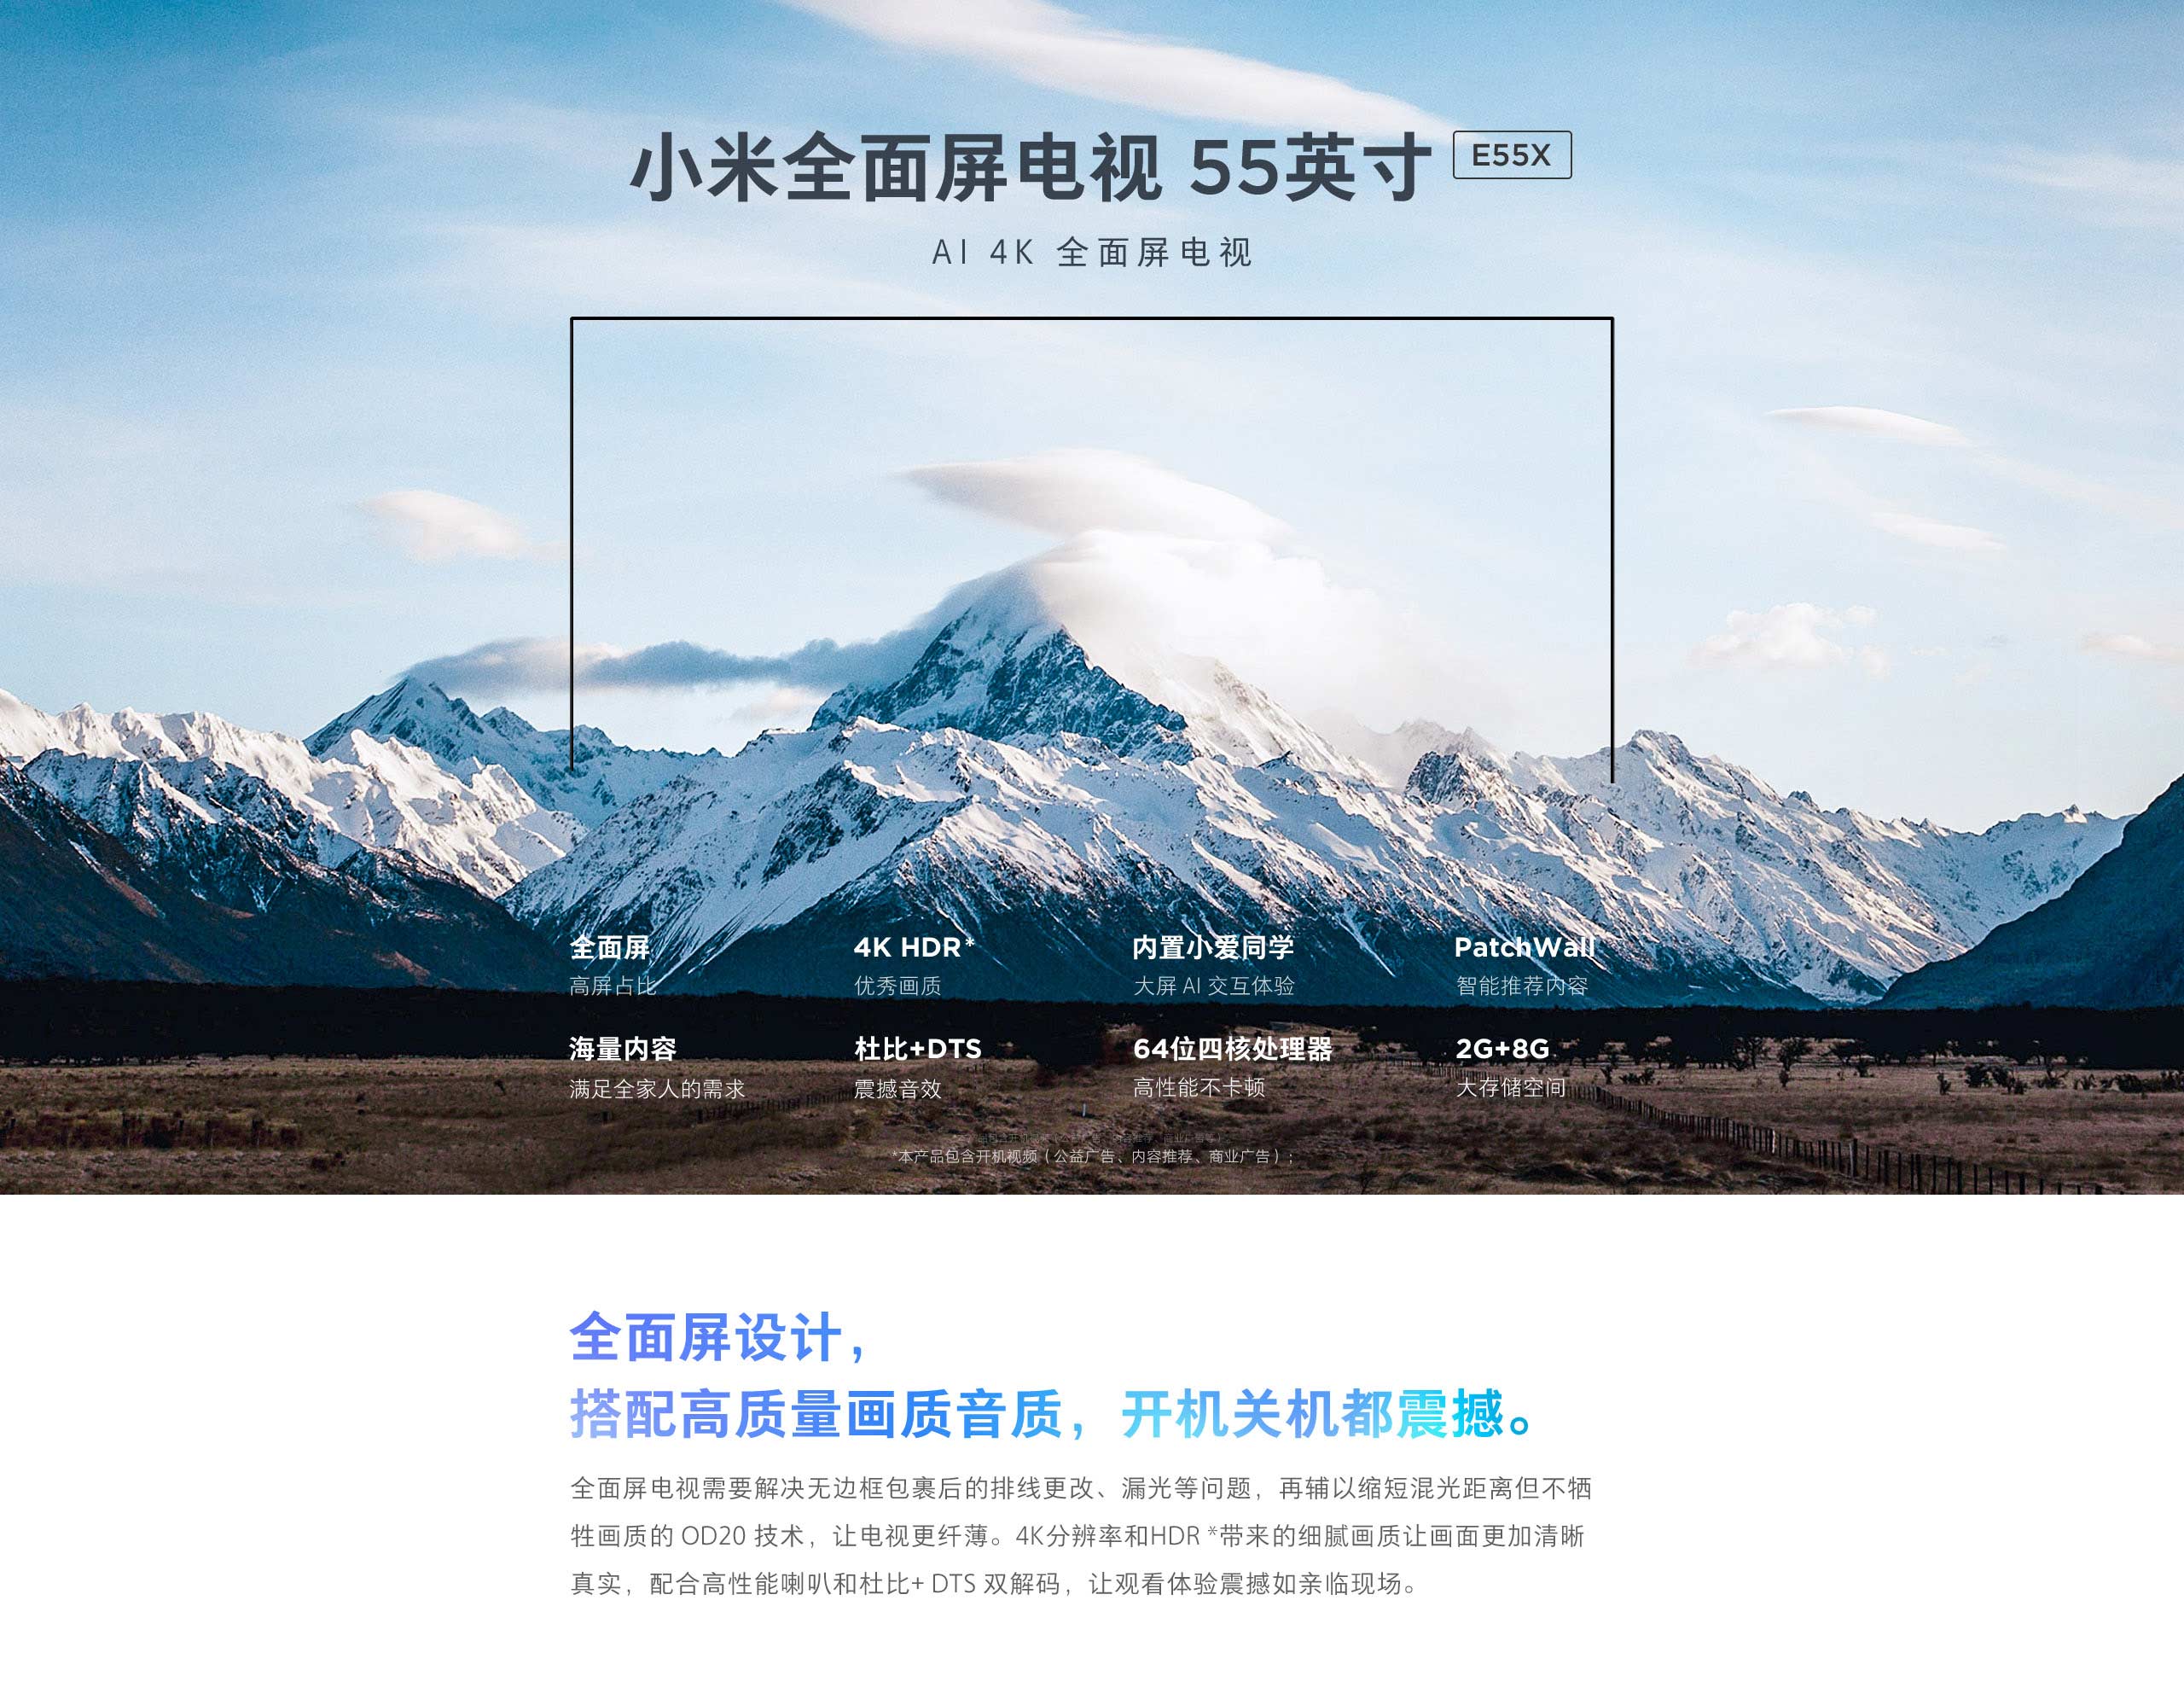 小米全面屏电视 55英寸 E55X
AI 4K 全面屏电视
全面屏 4K HDR* 内置小爱同学 PatchWall
高屏占比 优秀画质 大屏 AI 交互体验 智能推荐内容
海量内容 杜比+DTS 64位四核处理器 2G+8G
满足全家人的需求 震撼音效 高性能不卡顿 大存储空间
*本产品包含开机视频（公益广告、内容推荐、商业广告）；
全面屏设计，
搭配高质量画质音质，开机关机都震撼。
全面屏电视需要解决无边框包裹后的排线更改、漏光等问题，再辅以缩短混光距离但不牺
牲画质的 OD20 技术，让电视更纤薄。4K分辨率和HDR *带来的细腻画质让画面更加清晰
真实，配合高性能喇叭和杜比+ DTS 双解码，让观看体验震撼如亲临现场。